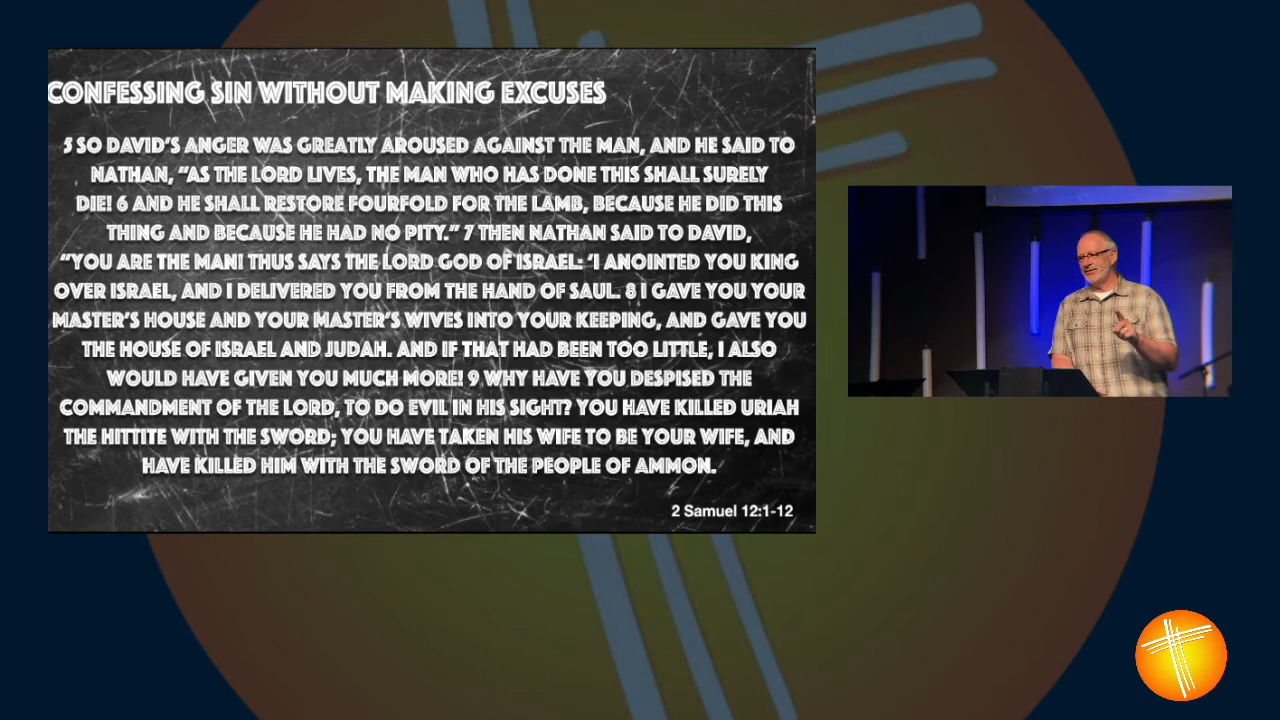 CONFESSING SIN WITHOUT MAKING EXCUSES
5 SO DAVID'S ANGER WAS GREATLY AROUSED AGAINST THE MAN, AND HE SAID TO
NATHAN, "AS THE LORD LIVES, THE MAN WHO HAS DONE THIS SHALL SURELY
DIE! 6 AND HE SHALL RESTORE FOURFOLD FOR THE LAMB, BECAUSE HE DID THIS
THING AND BECAUSE HE HAD NO PITY." 7 THEN NATHAN SAID TO DAVID,
"YOU ARE THE MAN! THUS SAYS THE LORD GOD OF ISRAEL: 'I ANOINTED YOU KING
OVER ISRAEL, AND I DELIVERED YOU FROM THE HAND OF SAUL. 8 I GAVE YOU YOUR
MASTER'S HOUSE AND YOUR MASTER'S WIVES INTO YOUR KEEPING, AND GAVE YOU
THE HOUSE OF ISRAEL AND JUDAH. AND IF THAT HAD BEEN TOO LITTLE, I ALSO
WOULD HAVE GIVEN YOU MUCH MORE! 9 WHY HAVE YOU DESPISED THE
COMMANDMENT OF THE LORD, TO DO EVIL IN HIS SIGHT? YOU HAVE KILLED URIAH
THE HITTITE WITH THE SWORD; YOU HAVE TAKEN HIS WIFE TO BE YOUR WIFE, AND
HAVE KILLED HIM WITH THE SWORD OF THE PEOPLE OF AMMON.
2 Samuel 12:1-12